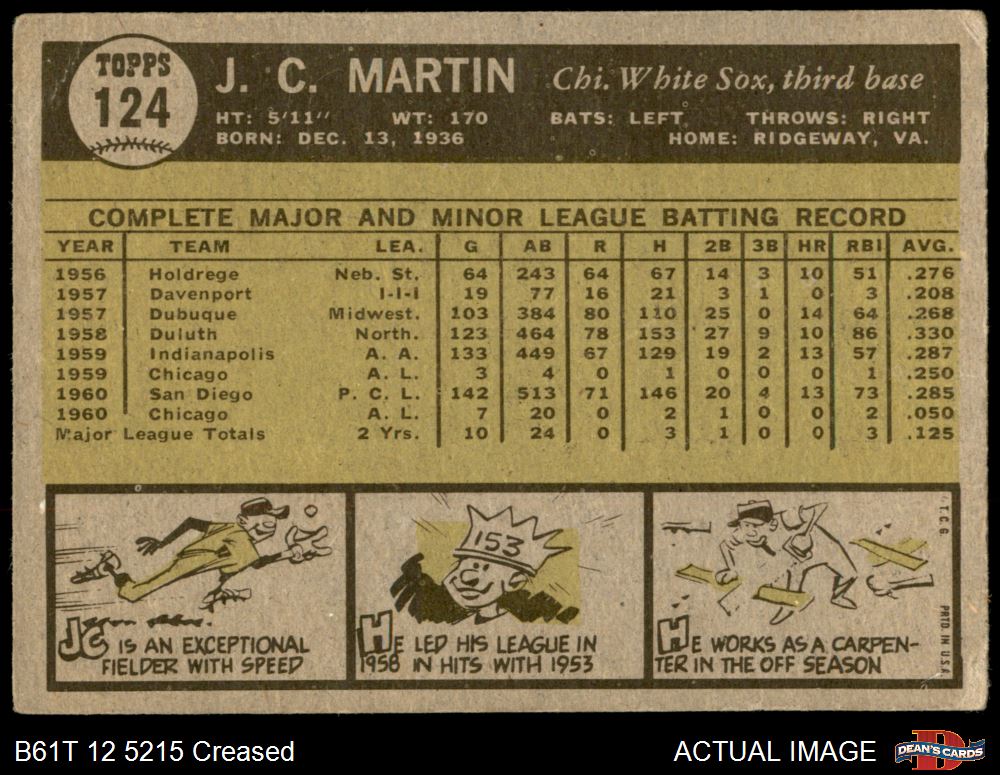 TOPPS
124
J. C. MARTIN Chi. White Sox, third base
HT: 5'11" WT: 170 BATS: LEFT THROWS: RIGHT
BORN: DEC. 13, 1936 HOME: RIDGEWAY, VA.
COMPLETE MAJOR AND MINOR LEAGUE BATTING RECORD
YEAR TEAM LEA. G AB R H 2B 3B HR RBI AVG.
1956 Holdrege Neb. St. 64 243 64 67 14 3 10 51 .276
1957 Davenport I-I-I 19 77 16 21 3 1 0 3 .208
1957 Dubuque Midwest. 103 384 80 110 25 0 14 64 .268
1958 Duluth North. 123 464 78 153 27 9 10 86 .330
1959 Indianapolis A. A. 133 449 67 129 19 2 13 57 .287
1959 Chicago A. L. 3 4 0 1 0 0 0 1 .250
1960 San Diego P. C. L. 142 513 71 146 20 4 13 73 .285
1960 Chicago A. L. 7 20 0 2 1 0 0 2 .050
Major League Totals 2 Yrs. 10 24 0 3 1 0 0 3 .125
JC IS AN EXCEPTIONAL
FIELDER WITH SPEED
153
HE LED HIS LEAGUE IN
1958 IN HITS WITH 1953
HE WORKS AS A CARPEN-
TER IN THE OFF SEASON
T.C.G.
PRTD. IN U.S.A.
B61T 12 5215 Creased
ACTUAL IMAGE
DEAN'S CARDS